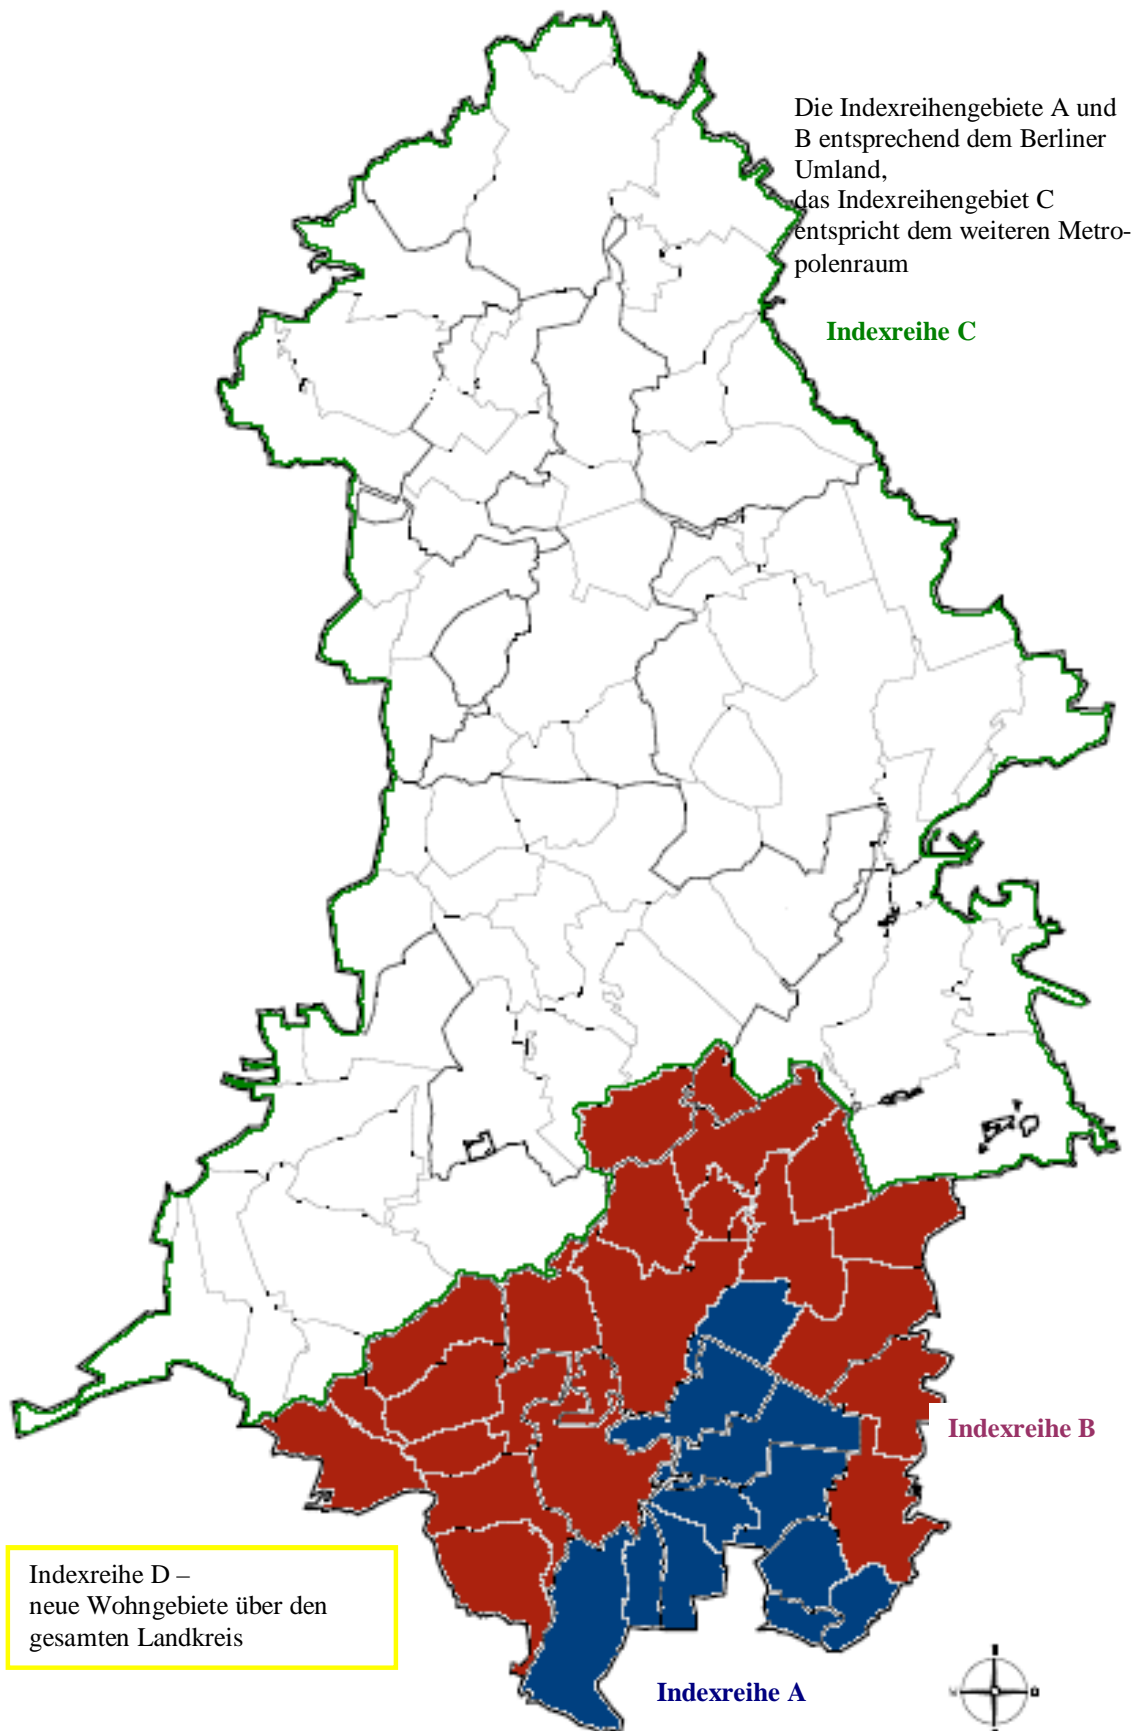 Die Indexreihengebiete A und
B entsprechend dem Berliner
Umland,
das Indexreihengebiet C
entspricht dem weiteren Metro-
polenraum
Indexreihe C
Indexreihe B
Indexreihe D –
neue Wohngebiete über den
gesamten Landkreis
Indexreihe A